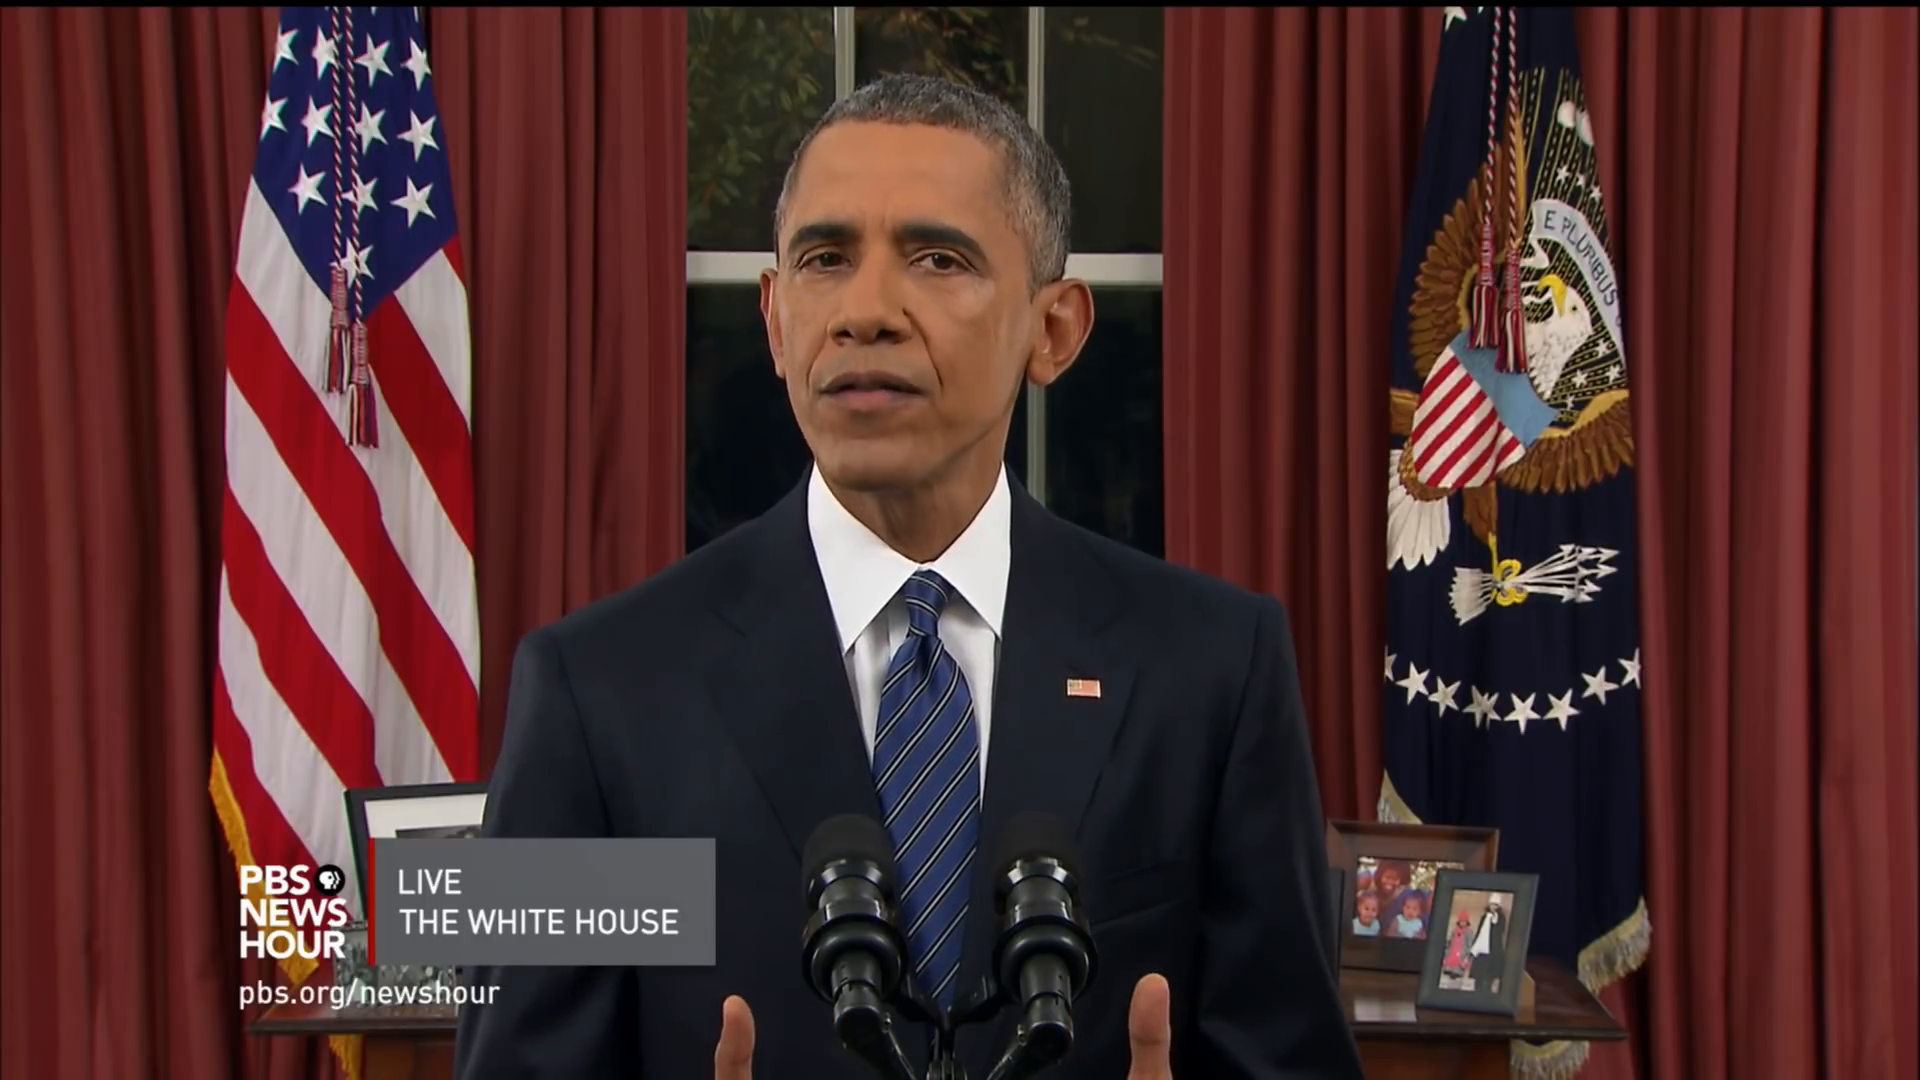 E PLURIBUS
PBS
NEWS
HOUR
LIVE
THE WHITE HOUSE
pbs.org/newshour